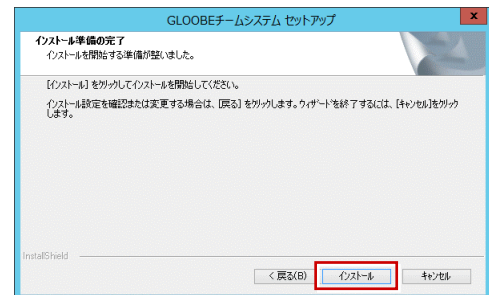 GLOOBEチームシステム セットアップ
x
インストール準備の完了
インストールを開始する準備が整いました。
[インストール] をクリックしてインストールを開始してください。
インストール設定を確認または変更する場合は、[戻る] をクリックします。ウィザードを終了するには、[キャンセル]をクリック
します。
InstallShield
< 戻る(B)
インストール
キャンセル